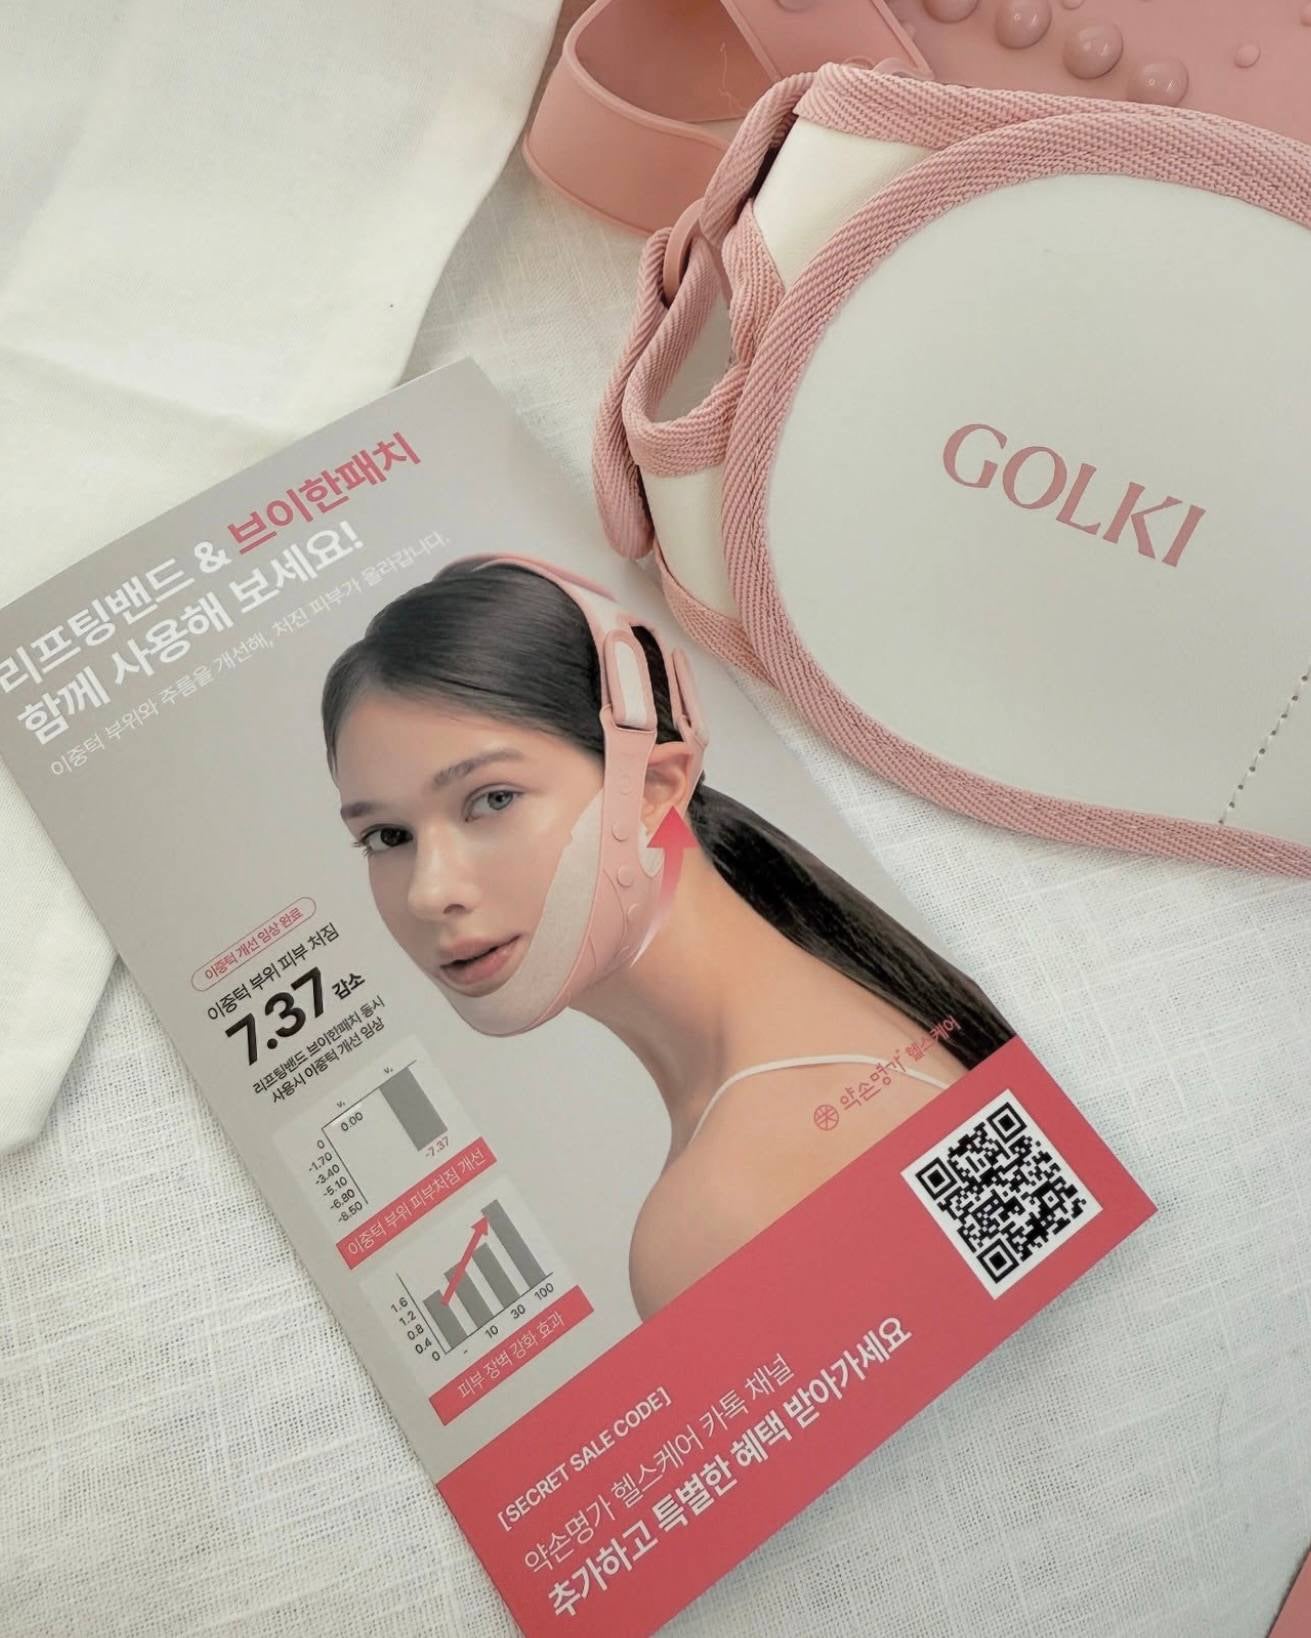 GOLKI
리프팅밴드 & 브이한패치
함께 사용해 보세요!
이중턱 부위와 주름을 개선해, 처진 피부가 올라갑니다.
이중턱 개선 임상 완료
이중턱 부위 피부 처짐
7.37 감소
리프팅밴드 브이한패치 동시
사용시 이중턱 개선 임상
0.00
0
-1.70
-3.40
-5.10
-6.80
-8.50
-7.37
이중턱 부위 피부처짐 개선
1.6
1.2
0.8
0.4
0
- 10 30 100
피부 장벽 강화 효과
약손명가 헬스케어
[SECRET SALE CODE]
약손명가 헬스케어 카톡 채널
추가하고 특별한 혜택 받아가세요